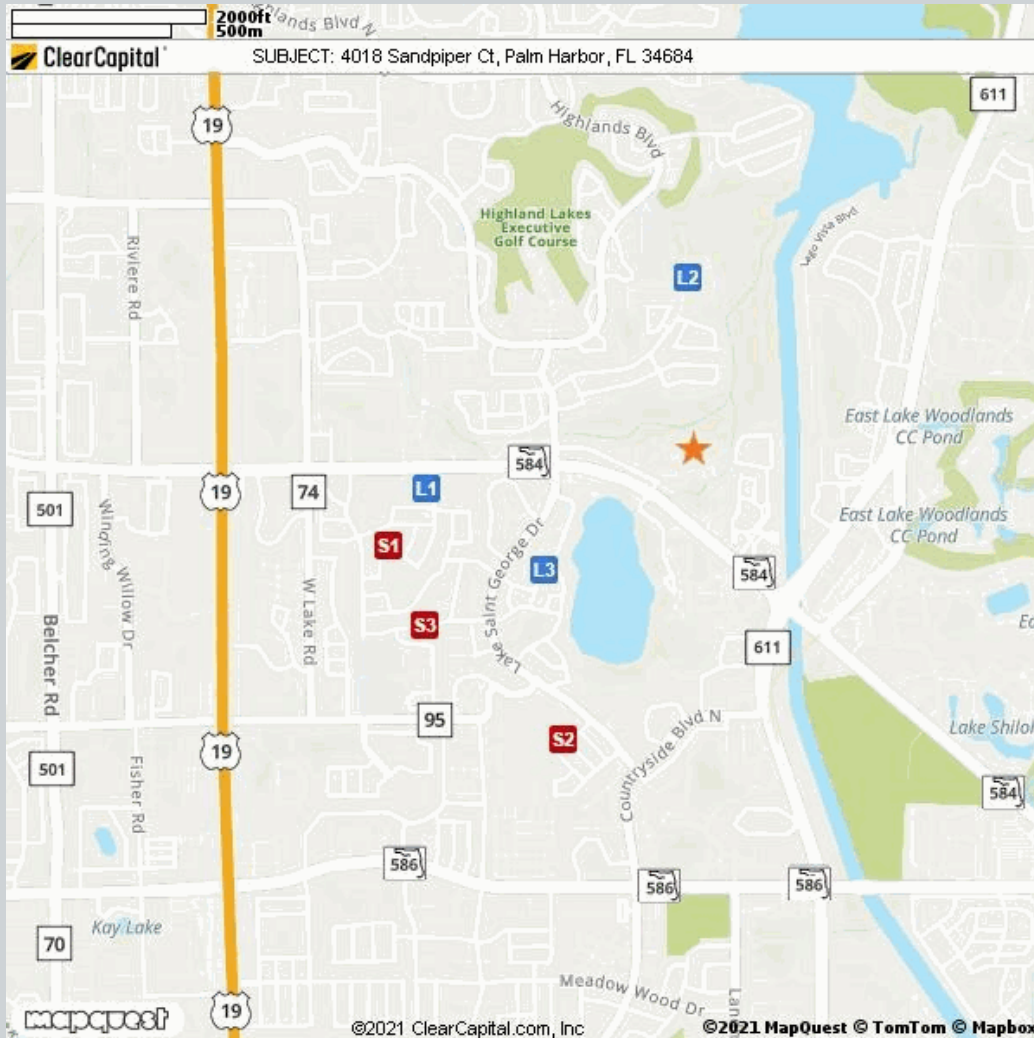 2000ft
500m
Highlands Blvd N
ClearCapital
SUBJECT: 4018 Sandpiper Ct, Palm Harbor, FL 34684
611
19
Highlands Blvd
Highland Lakes
Executive
Golf Course
Lago Vista Blvd
Riviere Rd
L2
East Lake Woodlands
CC Pond
584
19
74
L1
501
East Lake Woodlands
CC Pond
Winding Willow Dr
S1
Lake Saint George Dr
L3
584
W Lake Rd
S3
Belcher Rd
611
95
S2
Countryside Blvd N
Lake Shiloh
19
501
Fisher Rd
584
586
586
586
Kay Lake
70
Meadow Wood Dr
19
mapquest
©2021 ClearCapital.com, Inc
©2021 MapQuest © TomTom © Mapbox